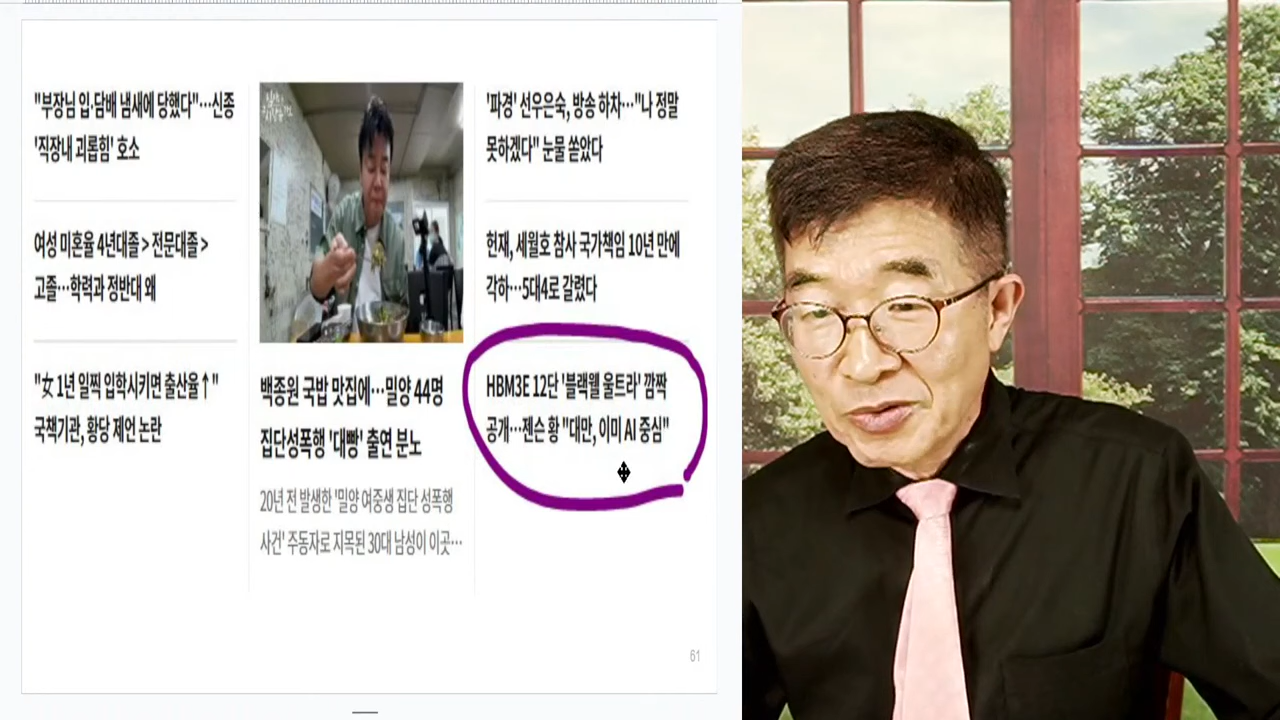 "부장님 입·담배 냄새에 당했다"…신종
'직장내 괴롭힘' 호소
여성 미혼율 4년대졸 > 전문대졸 >
고졸…학력과 정반대 왜
"女 1년 일찍 입학시키면 출산율↑"
국책기관, 황당 제언 논란
백종원 국밥 맛집에…밀양 44명
집단성폭행 '대빵' 출연 분노
20년 전 발생한 '밀양 여중생 집단 성폭행
사건' 주동자로 지목된 30대 남성이 이곳…
'파경' 선우은숙, 방송 하차…"나 정말
못하겠다" 눈물 쏟았다
헌재, 세월호 참사 국가책임 10년 만에
각하…5대4로 갈렸다
HBM3E 12단 '블랙웰 울트라' 깜짝
공개…젠슨 황 "대만, 이미 AI 중심"
61